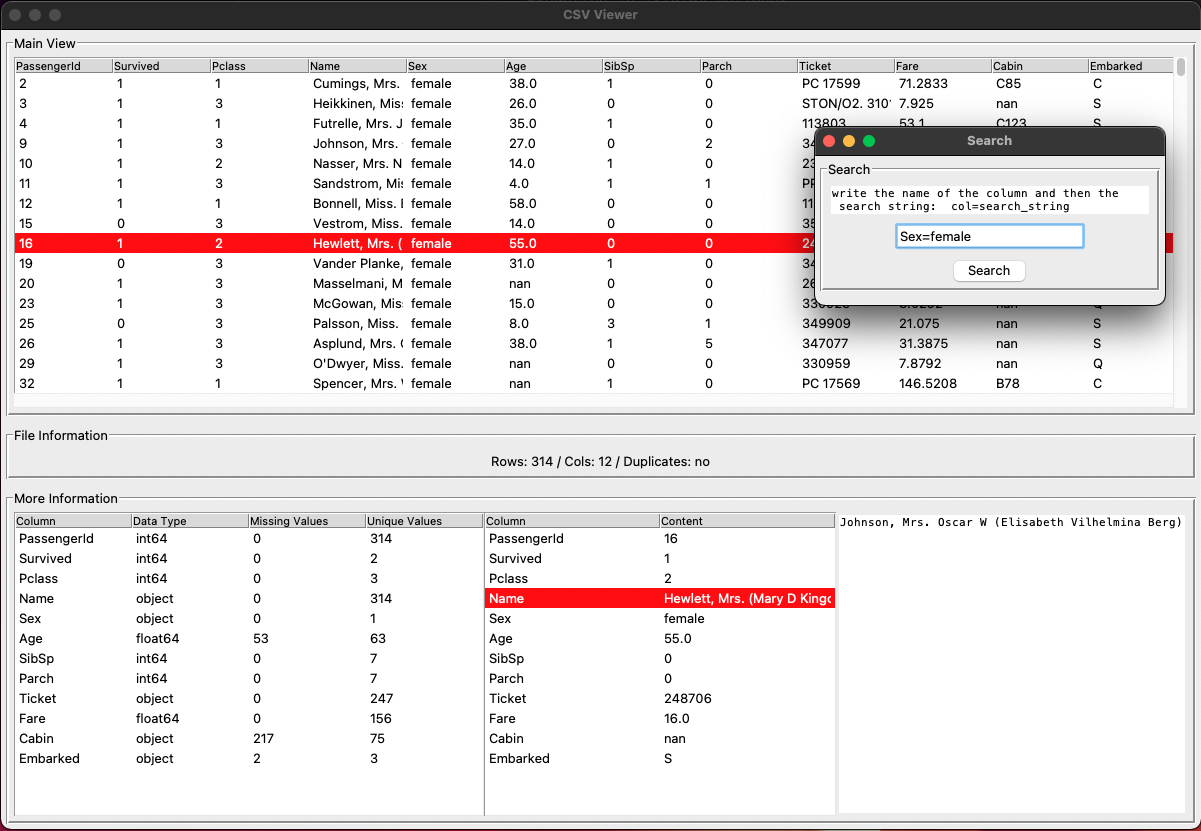 CSV Viewer
Main View
PassengerId Survived Pclass Name Sex Age SibSp Parch Ticket Fare Cabin Embarked
2 1 1 Cumings, Mrs. female 38.0 1 0 PC 17599 71.2833 C85 C
3 1 3 Heikkinen, Mis female 26.0 0 0 STON/O2. 310 7.925 nan S
4 1 1 Futrelle, Mrs. J female 35.0 1 0 113803 53.1 C123 S
9 1 3 Johnson, Mrs. female 27.0 0 2
10 1 2 Nasser, Mrs. N female 14.0 1 0
11 1 3 Sandstrom, Mis female 4.0 1 1
12 1 1 Bonnell, Miss. female 58.0 0 0
15 0 3 Vestrom, Miss. female 14.0 0 0
16 1 2 Hewlett, Mrs. ( female 55.0 0 0
19 0 3 Vander Planke, female 31.0 1 0
20 1 3 Masselmani, M female nan 0 0
23 1 3 McGowan, Mis female 15.0 0 0
25 0 3 Palsson, Miss. female 8.0 3 1 349909 21.075 nan S
26 1 3 Asplund, Mrs. female 38.0 1 5 347077 31.3875 nan S
29 1 3 O'Dwyer, Miss. female nan 0 0 330959 7.8792 nan Q
32 1 1 Spencer, Mrs. female nan 1 0 PC 17569 146.5208 B78 C
Search
Search
write the name of the column and then the
search string: col=search_string
Sex=female
Search
File Information
Rows: 314 / Cols: 12 / Duplicates: no
More Information
Column Data Type Missing Values Unique Values
PassengerId int64 0 314
Survived int64 0 2
Pclass int64 0 3
Name object 0 314
Sex object 0 1
Age float64 53 63
SibSp int64 0 7
Parch int64 0 7
Ticket object 0 247
Fare float64 0 156
Cabin object 217 75
Embarked object 2 3
Column Content
PassengerId 16
Survived 1
Pclass 2
Name Hewlett, Mrs. (Mary D Kingc
Sex female
Age 55.0
SibSp 0
Parch 0
Ticket 248706
Fare 16.0
Cabin nan
Embarked S
Johnson, Mrs. Oscar W (Elisabeth Vilhelmina Berg)